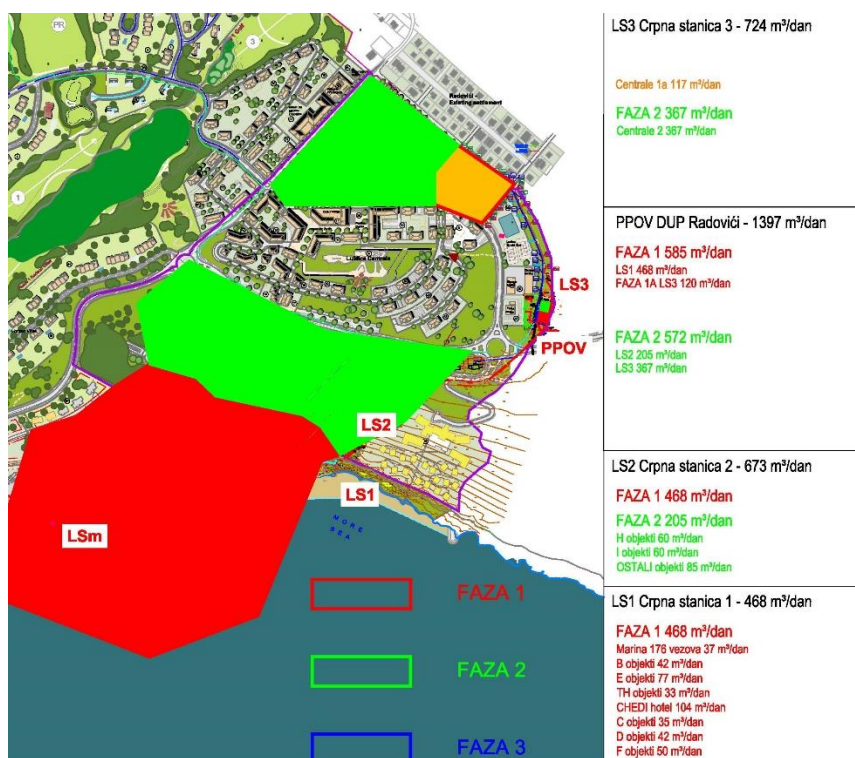 PR
3
Radovići
Existing settlement
1
LS3
PPOV
LS2
LS1
LSm
MORE
SEA
FAZA 1
FAZA 2
FAZA 3
LS3 Crpna stanica 3 - 724 m³/dan
Centrale 1a 117 m³/dan
FAZA 2 367 m³/dan
Centrale 2 367 m³/dan
PPOV DUP Radovići - 1397 m³/dan
FAZA 1 585 m³/dan
LS1 468 m³/dan
FAZA 1A LS3 120 m³/dan
FAZA 2 572 m³/dan
LS2 205 m³/dan
LS3 367 m³/dan
LS2 Crpna stanica 2 - 673 m³/dan
FAZA 1 468 m³/dan
FAZA 2 205 m³/dan
H objekti 60 m³/dan
I objekti 60 m³/dan
OSTALI objekti 85 m³/dan
LS1 Crpna stanica 1 - 468 m³/dan
FAZA 1 468 m³/dan
Marina 176 vezova 37 m³/dan
B objekti 42 m³/dan
E objekti 77 m³/dan
TH objekti 33 m³/dan
CHEDI hotel 104 m³/dan
C objekti 35 m³/dan
D objekti 42 m³/dan
F objekti 50 m³/dan